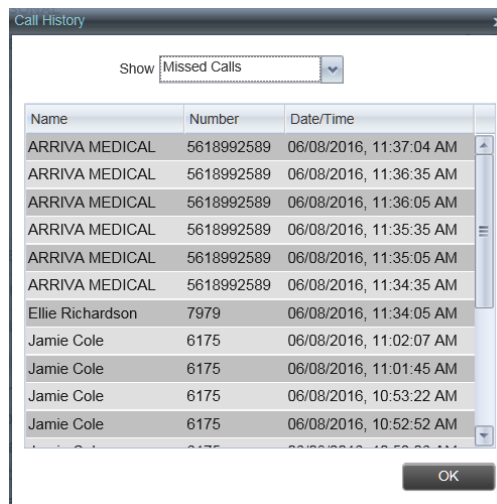 Call History
Show Missed Calls
Name Number Date/Time
ARRIVA MEDICAL 5618992589 06/08/2016, 11:37:04 AM
ARRIVA MEDICAL 5618992589 06/08/2016, 11:36:35 AM
ARRIVA MEDICAL 5618992589 06/08/2016, 11:36:05 AM
ARRIVA MEDICAL 5618992589 06/08/2016, 11:35:35 AM
ARRIVA MEDICAL 5618992589 06/08/2016, 11:35:05 AM
ARRIVA MEDICAL 5618992589 06/08/2016, 11:34:35 AM
Ellie Richardson 7979 06/08/2016, 11:34:05 AM
Jamie Cole 6175 06/08/2016, 11:02:07 AM
Jamie Cole 6175 06/08/2016, 11:01:45 AM
Jamie Cole 6175 06/08/2016, 10:53:22 AM
Jamie Cole 6175 06/08/2016, 10:52:52 AM
OK